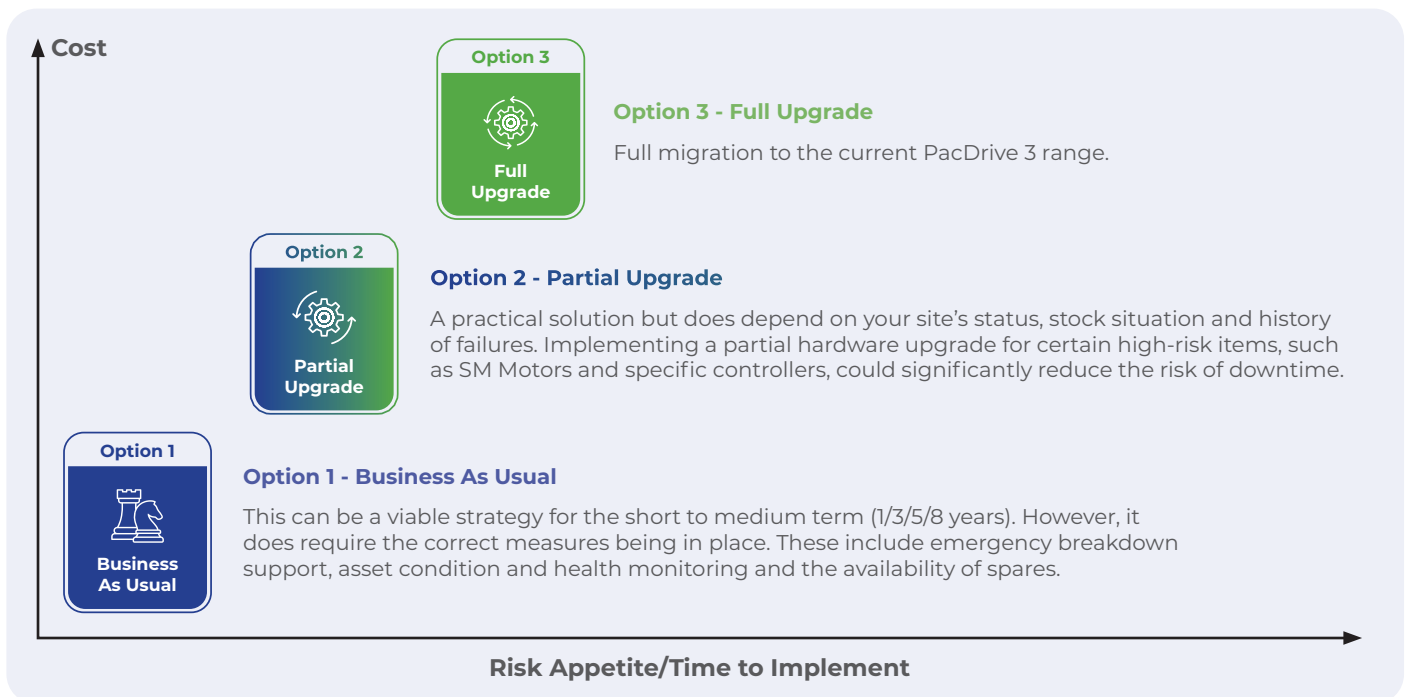 Cost
Option 3
Full
Upgrade
Option 3 - Full Upgrade
Full migration to the current PacDrive 3 range.
Option 2
Partial
Upgrade
Option 2 - Partial Upgrade
A practical solution but does depend on your site’s status, stock situation and history
of failures. Implementing a partial hardware upgrade for certain high-risk items, such
as SM Motors and specific controllers, could significantly reduce the risk of downtime.
Option 1
Business
As Usual
Option 1 - Business As Usual
This can be a viable strategy for the short to medium term (1/3/5/8 years). However, it
does require the correct measures being in place. These include emergency breakdown
support, asset condition and health monitoring and the availability of spares.
Risk Appetite/Time to Implement